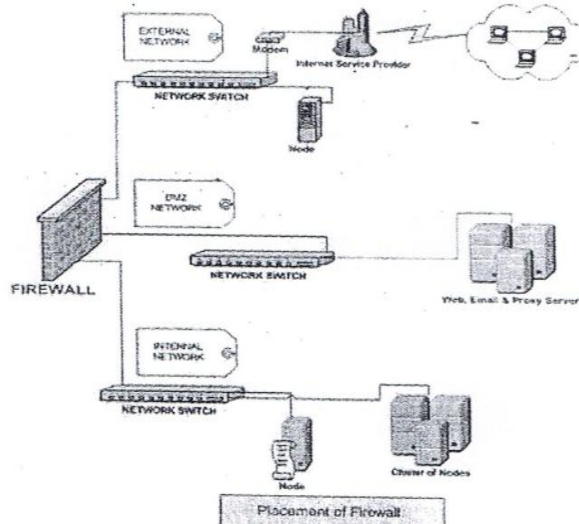 EXTERNAL
NETWORK
Modem
Internet Service Provider
NETWORK SWITCH
Node
DMZ
NETWORK
FIREWALL
NETWORK SWITCH
Web, Email & Proxy Server
INTERNAL
NETWORK
NETWORK SWITCH
Node
Cluster of Nodes
Placement of Firewall